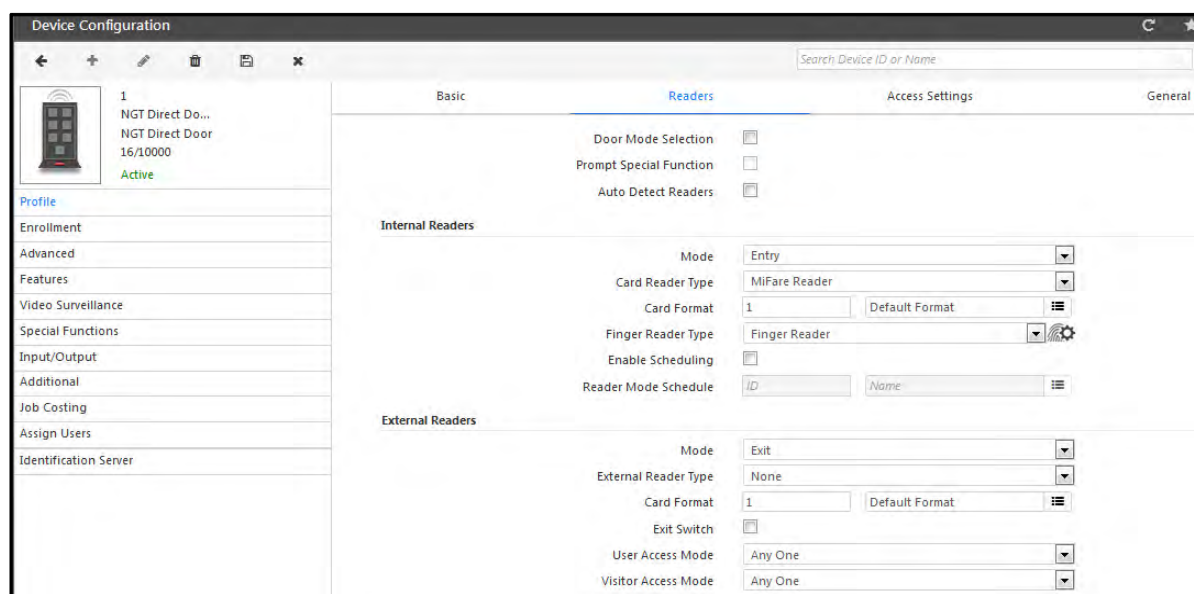 Device Configuration
Search Device ID or Name
1
NGT Direct Do...
NGT Direct Door
16/10000
Active
Profile
Enrollment
Advanced
Features
Video Surveillance
Special Functions
Input/Output
Additional
Job Costing
Assign Users
Identification Server
Basic Readers Access Settings General
Door Mode Selection
Prompt Special Function
Auto Detect Readers
Internal Readers
Mode Entry
Card Reader Type MiFare Reader
Card Format 1 Default Format
Finger Reader Type Finger Reader
Enable Scheduling
Reader Mode Schedule ID Name
External Readers
Mode Exit
External Reader Type None
Card Format 1 Default Format
Exit Switch
User Access Mode Any One
Visitor Access Mode Any One